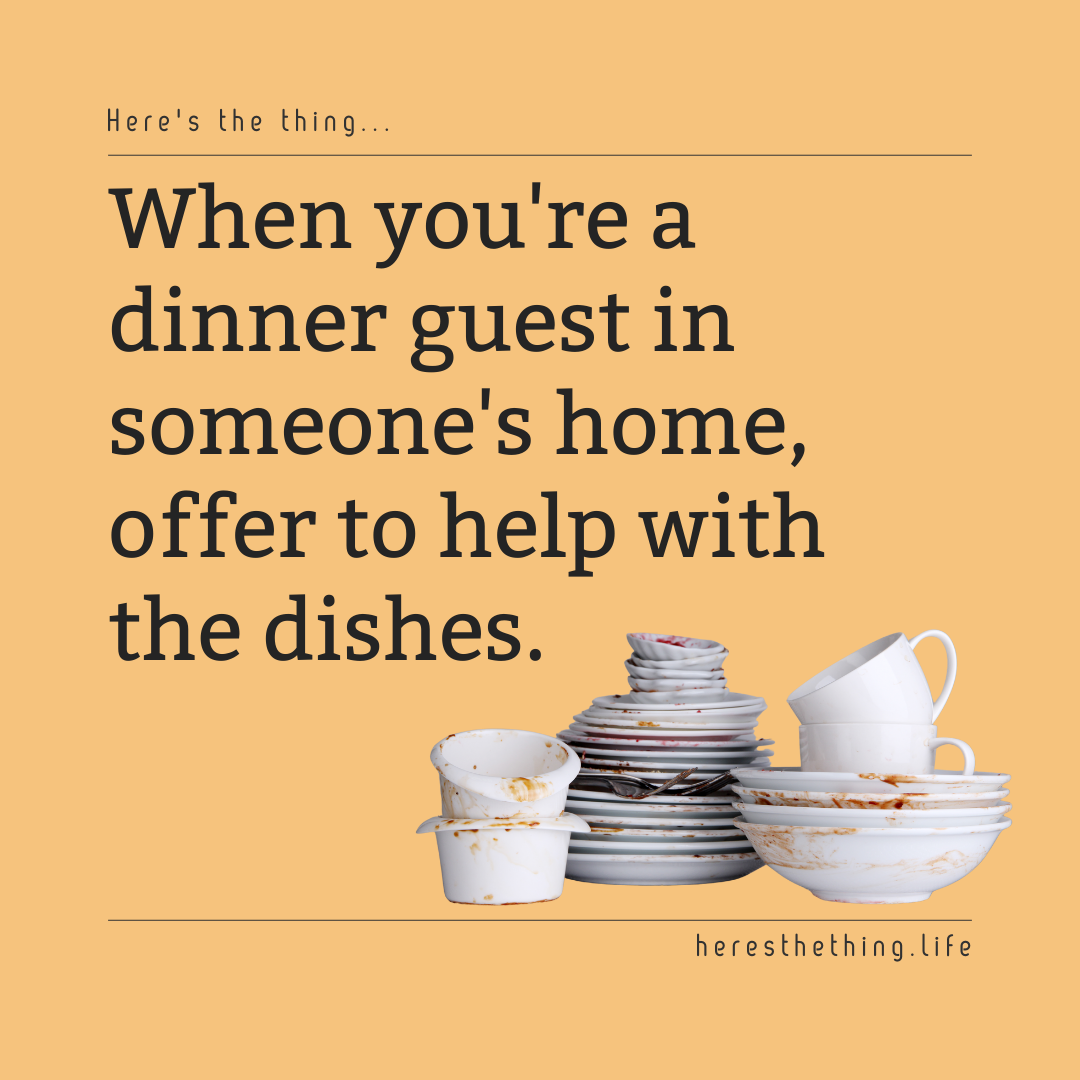 Here's the thing...
When you're a
dinner guest in
someone's home,
offer to help with
the dishes.
heresthething.life